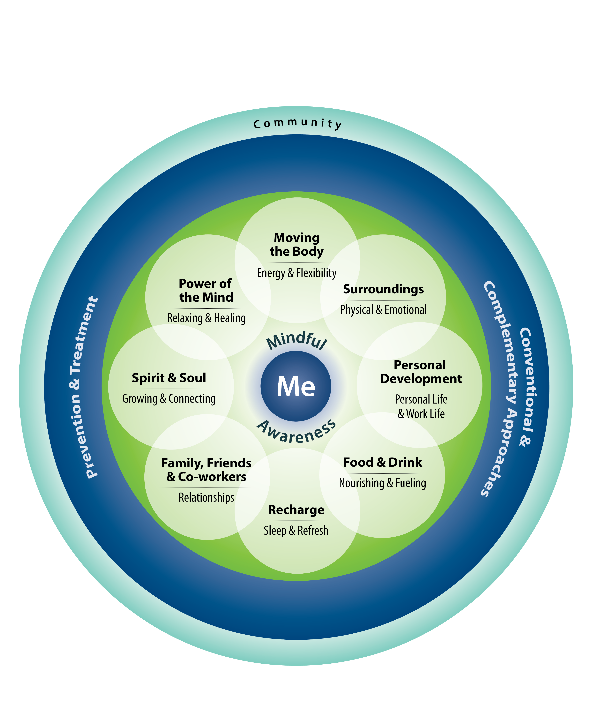 Community
Prevention & Treatment
Conventional &
Complementary Approaches
Moving
the Body
Energy & Flexibility
Surroundings
Physical & Emotional
Personal
Development
Personal Life
& Work Life
Food & Drink
Nourishing & Fueling
Recharge
Sleep & Refresh
Family, Friends
& Co-workers
Relationships
Spirit & Soul
Growing & Connecting
Power of
the Mind
Relaxing & Healing
Mindful
Me
Awareness